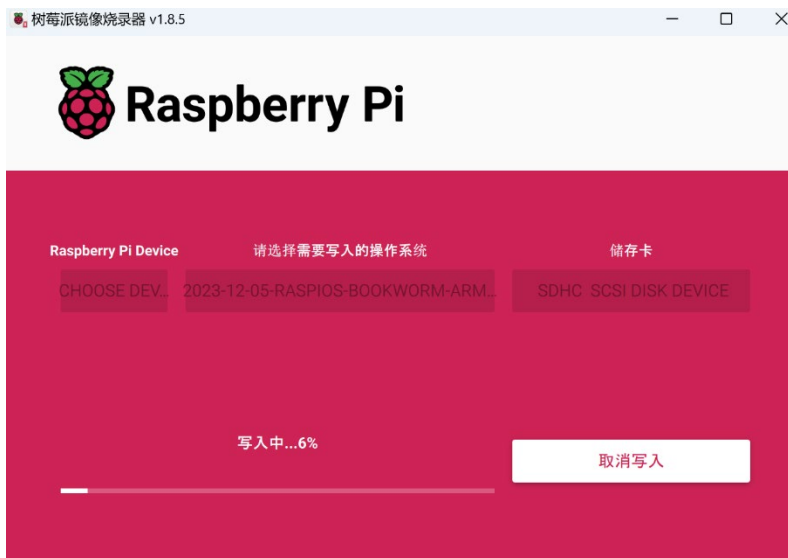 树莓派镜像烧录器 v1.8.5
Raspberry Pi
Raspberry Pi Device
请选择需要写入的操作系统
储存卡
CHOOSE DEV...
2023-12-05-RASPIOS-BOOKWORM-ARM...
SDHC SCSI DISK DEVICE
写入中...6%
取消写入